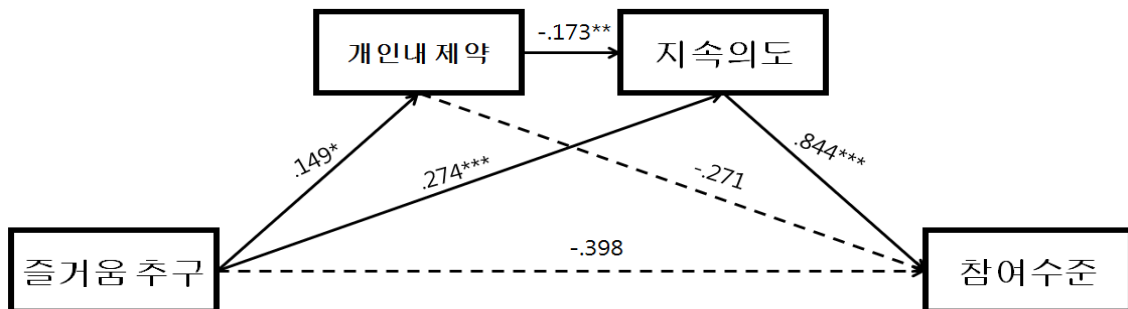 -.173**
개인내 제약
지속의도
.149*
.274***
-.271
.844***
-.398
즐거움 추구
참여수준